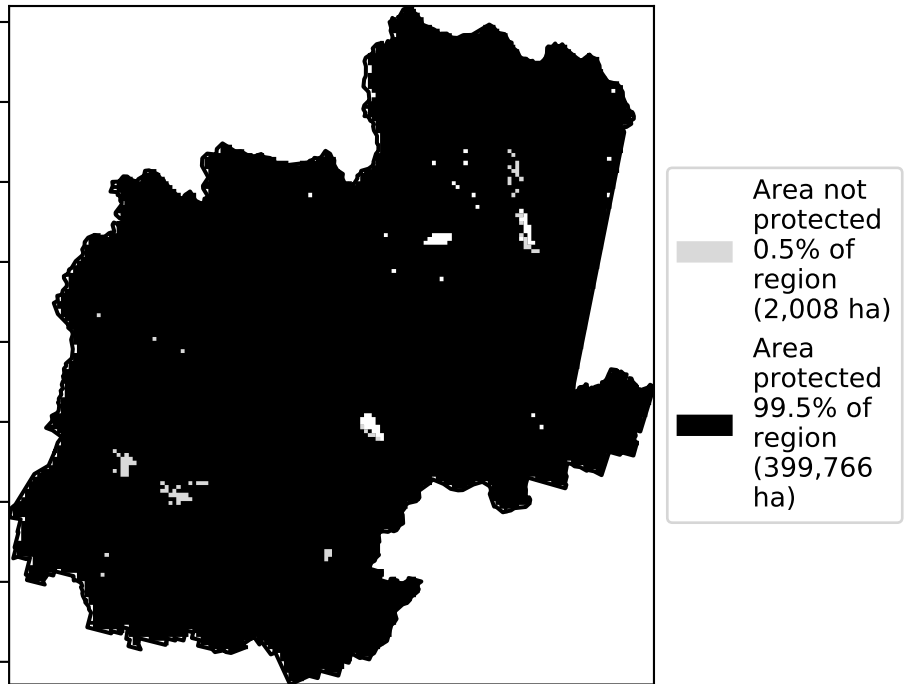 Area not
protected
0.5% of
region
(2,008 ha)
Area
protected
99.5% of
region
(399,766
ha)